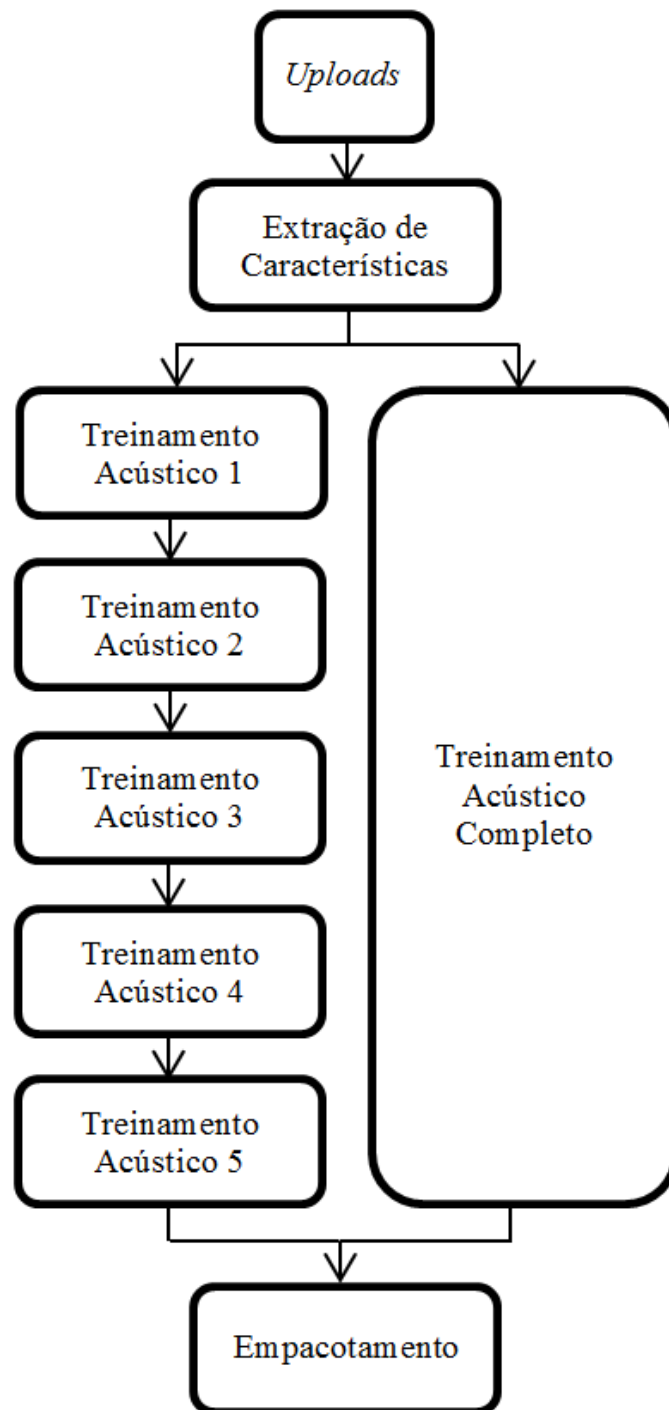 Uploads
Extração de
Características
Treinamento
Acústico 1
Treinamento
Acústico 2
Treinamento
Acústico 3
Treinamento
Acústico 4
Treinamento
Acústico 5
Treinamento
Acústico
Completo
Empacotamento